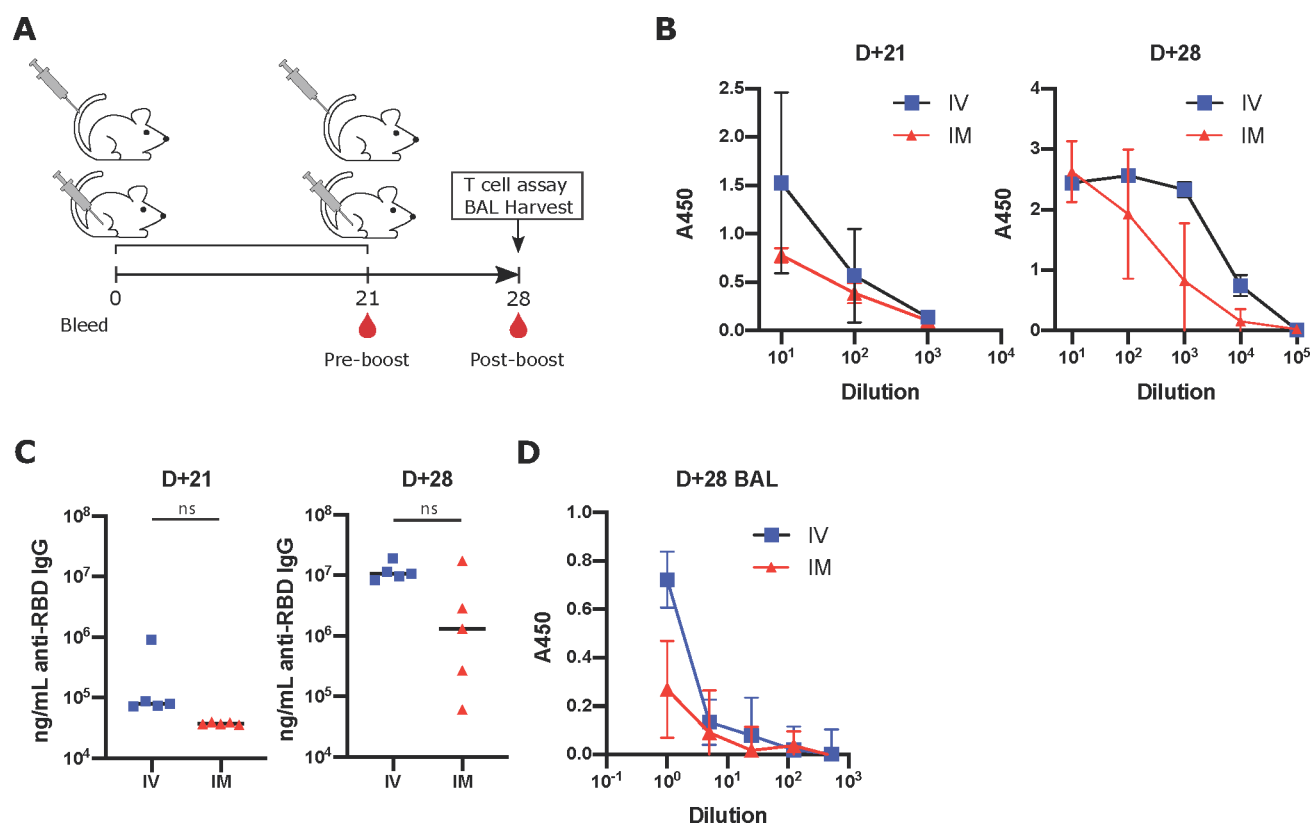 A
T cell assay
BAL Harvest
0
21
28
Bleed
Pre-boost
Post-boost
B
D+21
A450
2.5
2.0
1.5
1.0
0.5
0.0
IV
IM
10¹
10²
10³
10⁴
Dilution
D+28
A450
4
3
2
1
0
IV
IM
10¹
10²
10³
10⁴
10⁵
Dilution
C
D+21
ns
ng/mL anti-RBD IgG
10⁸
10⁷
10⁶
10⁵
10⁴
IV
IM
D+28
ns
ng/mL anti-RBD IgG
10⁸
10⁷
10⁶
10⁵
10⁴
IV
IM
D
D+28 BAL
A450
1.0
0.8
0.6
0.4
0.2
0.0
IV
IM
10⁻¹
10⁰
10¹
10²
10³
Dilution